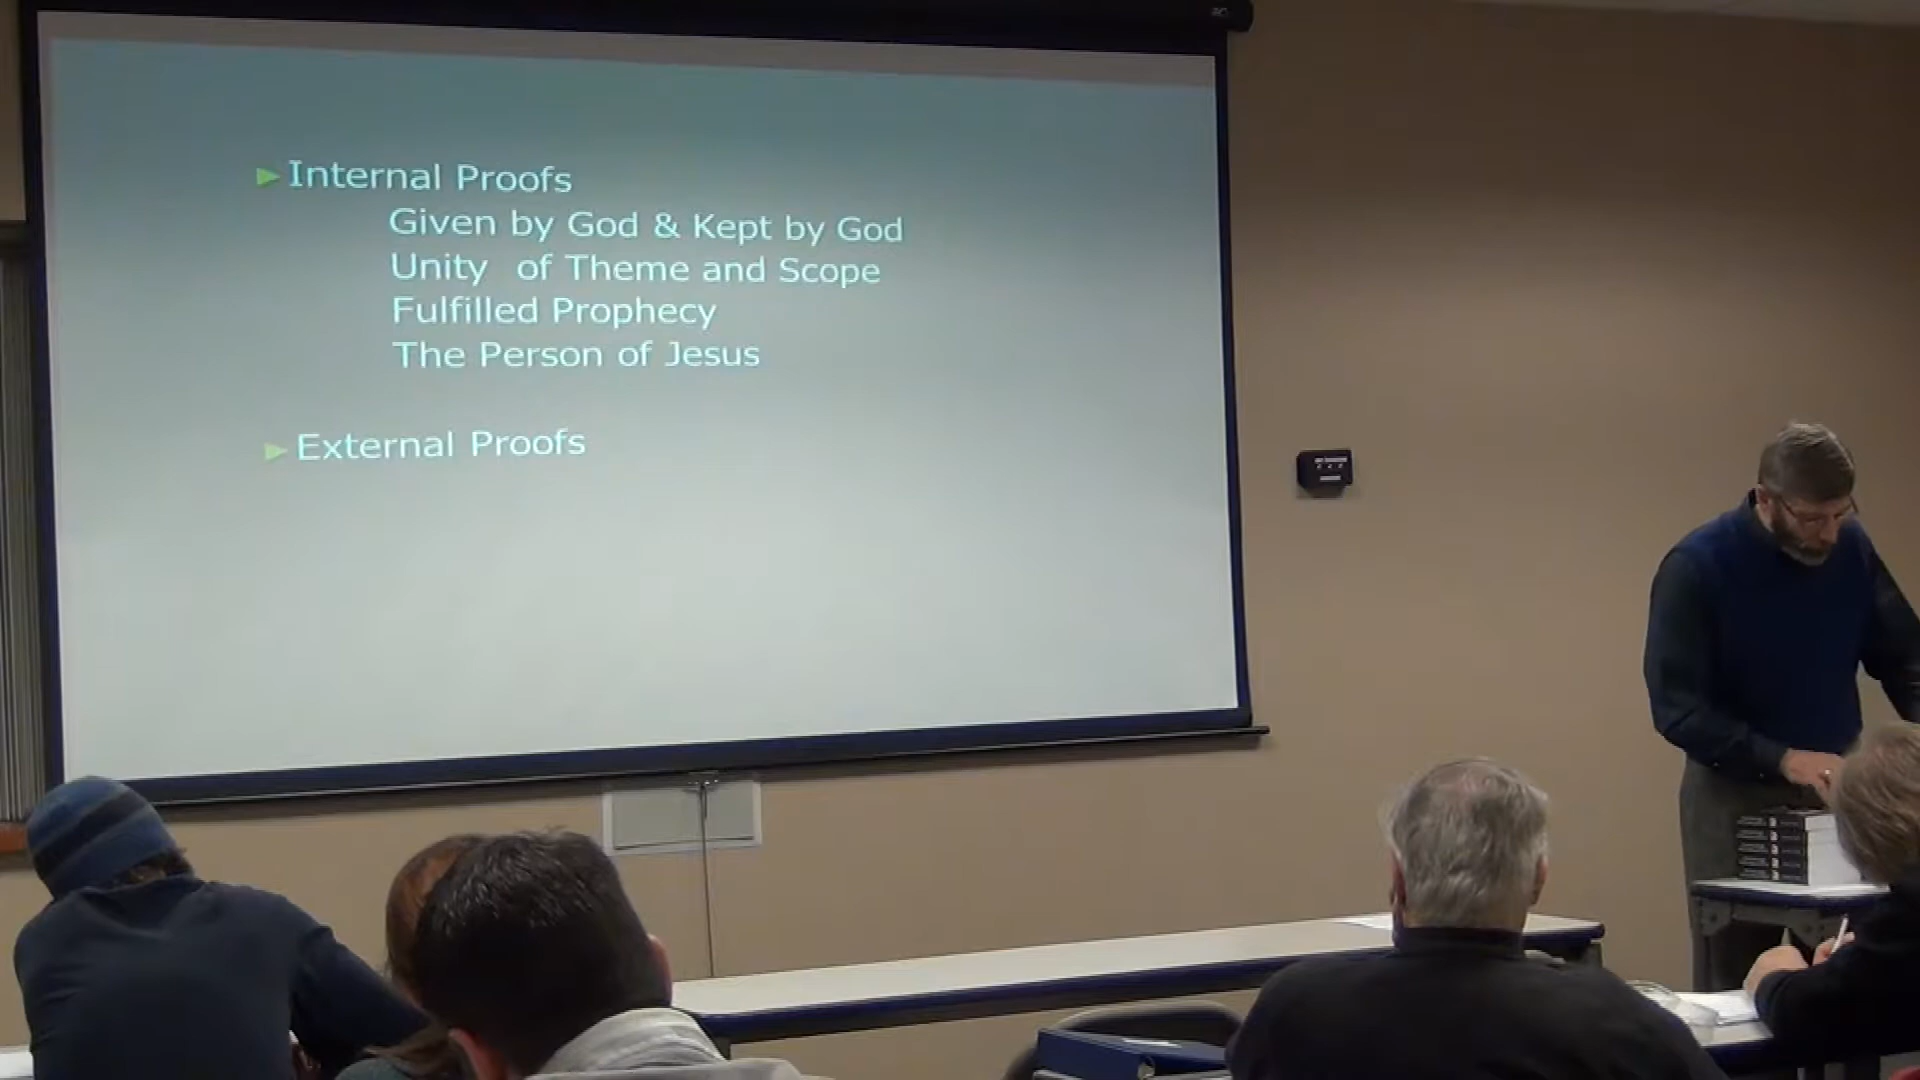 Internal Proofs
Given by God & Kept by God
Unity of Theme and Scope
Fulfilled Prophecy
The Person of Jesus
External Proofs